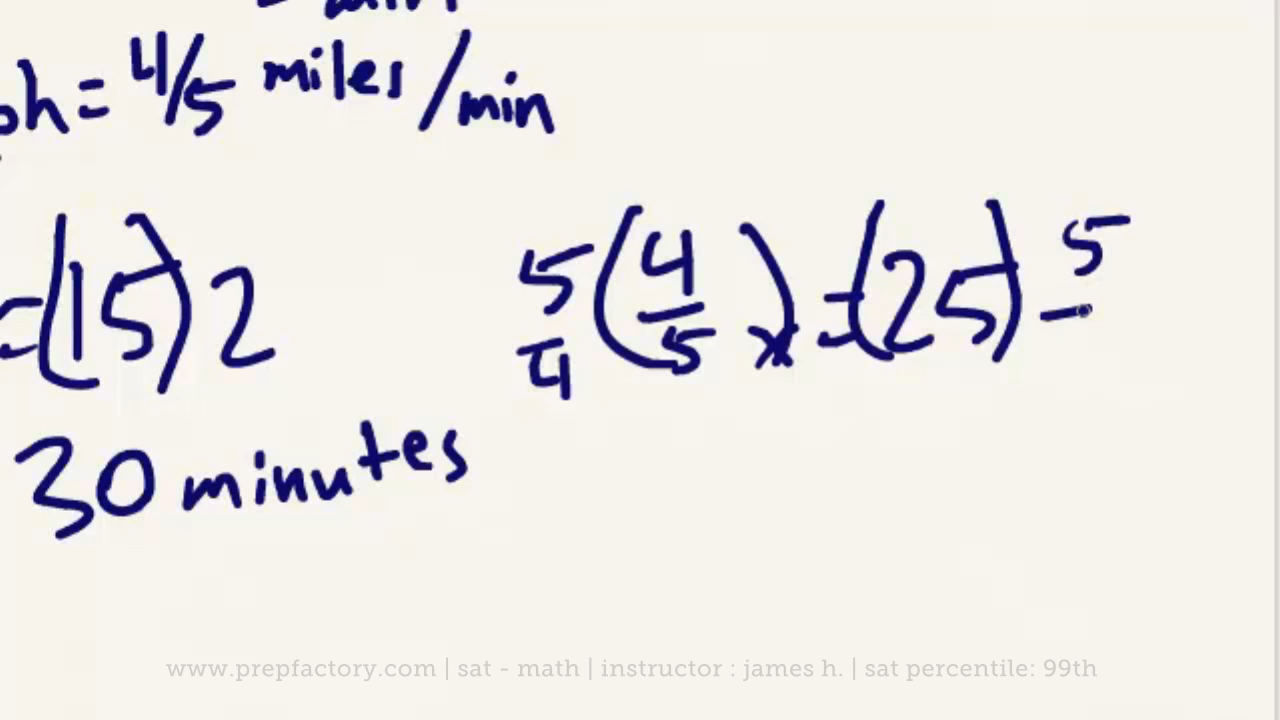 ph = 4/5 miles/min
=(15)2
5/4 (4/5)x = (25) 5
30 minutes
www.prepfactory.com | sat - math | instructor : james h. | sat percentile: 99th